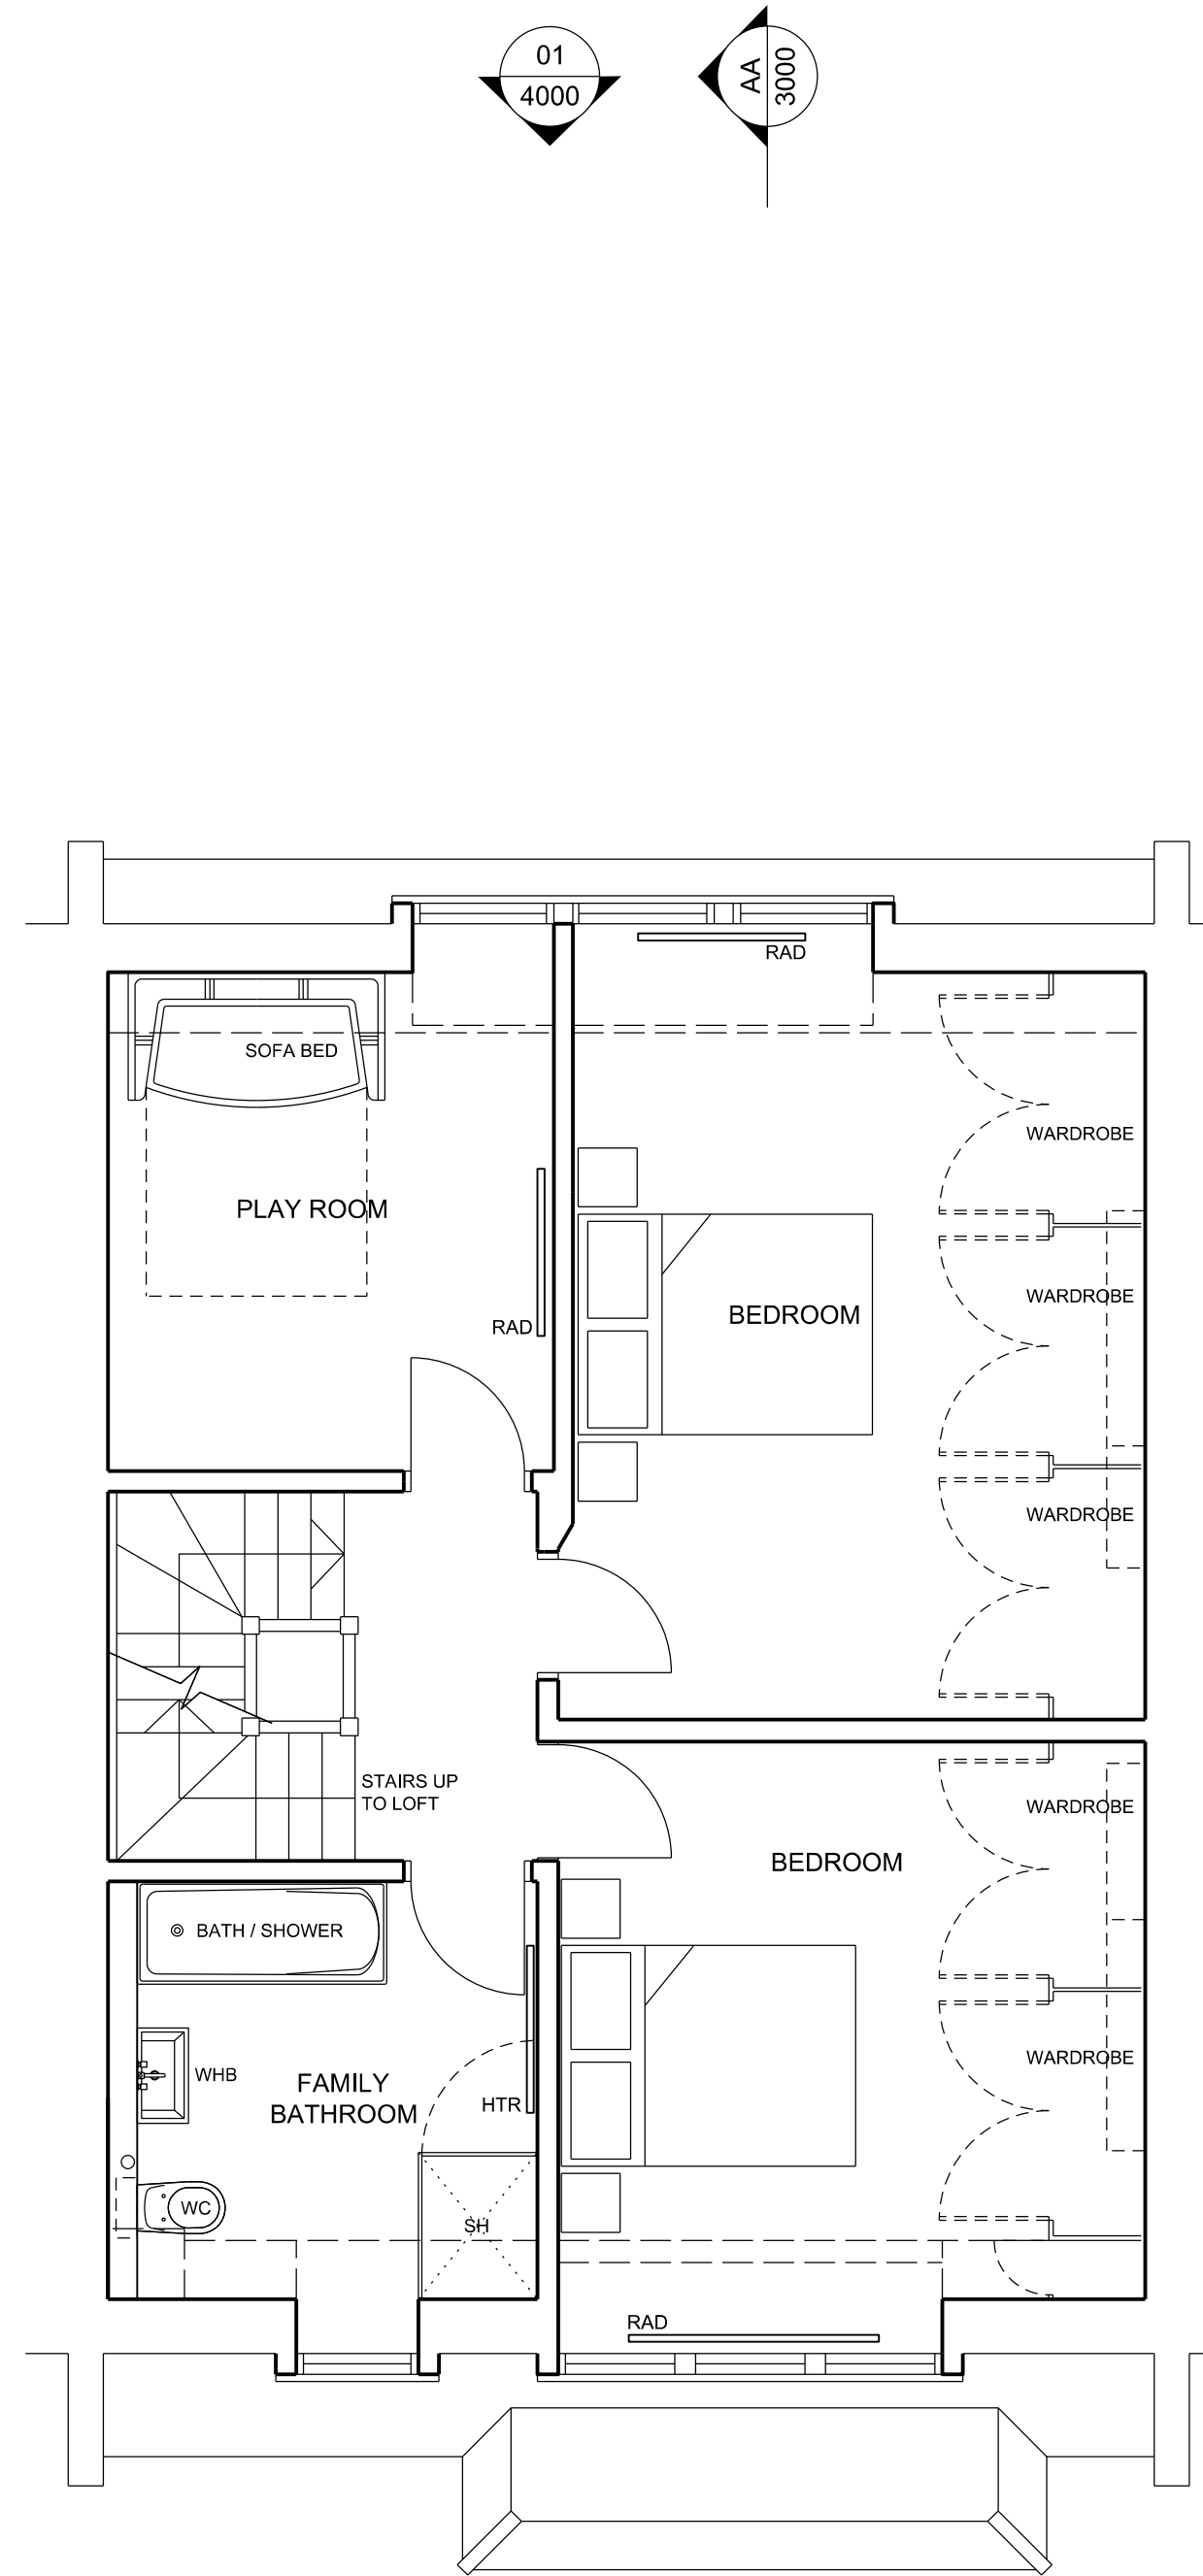 01
4000
AA
3000
RAD
SOFA BED
WARDROBE
PLAY ROOM
WARDROBE
BEDROOM
RAD
WARDROBE
STAIRS UP
TO LOFT
WARDROBE
BEDROOM
BATH / SHOWER
WARDROBE
WHB
FAMILY
BATHROOM
HTR
WC
SH
RAD